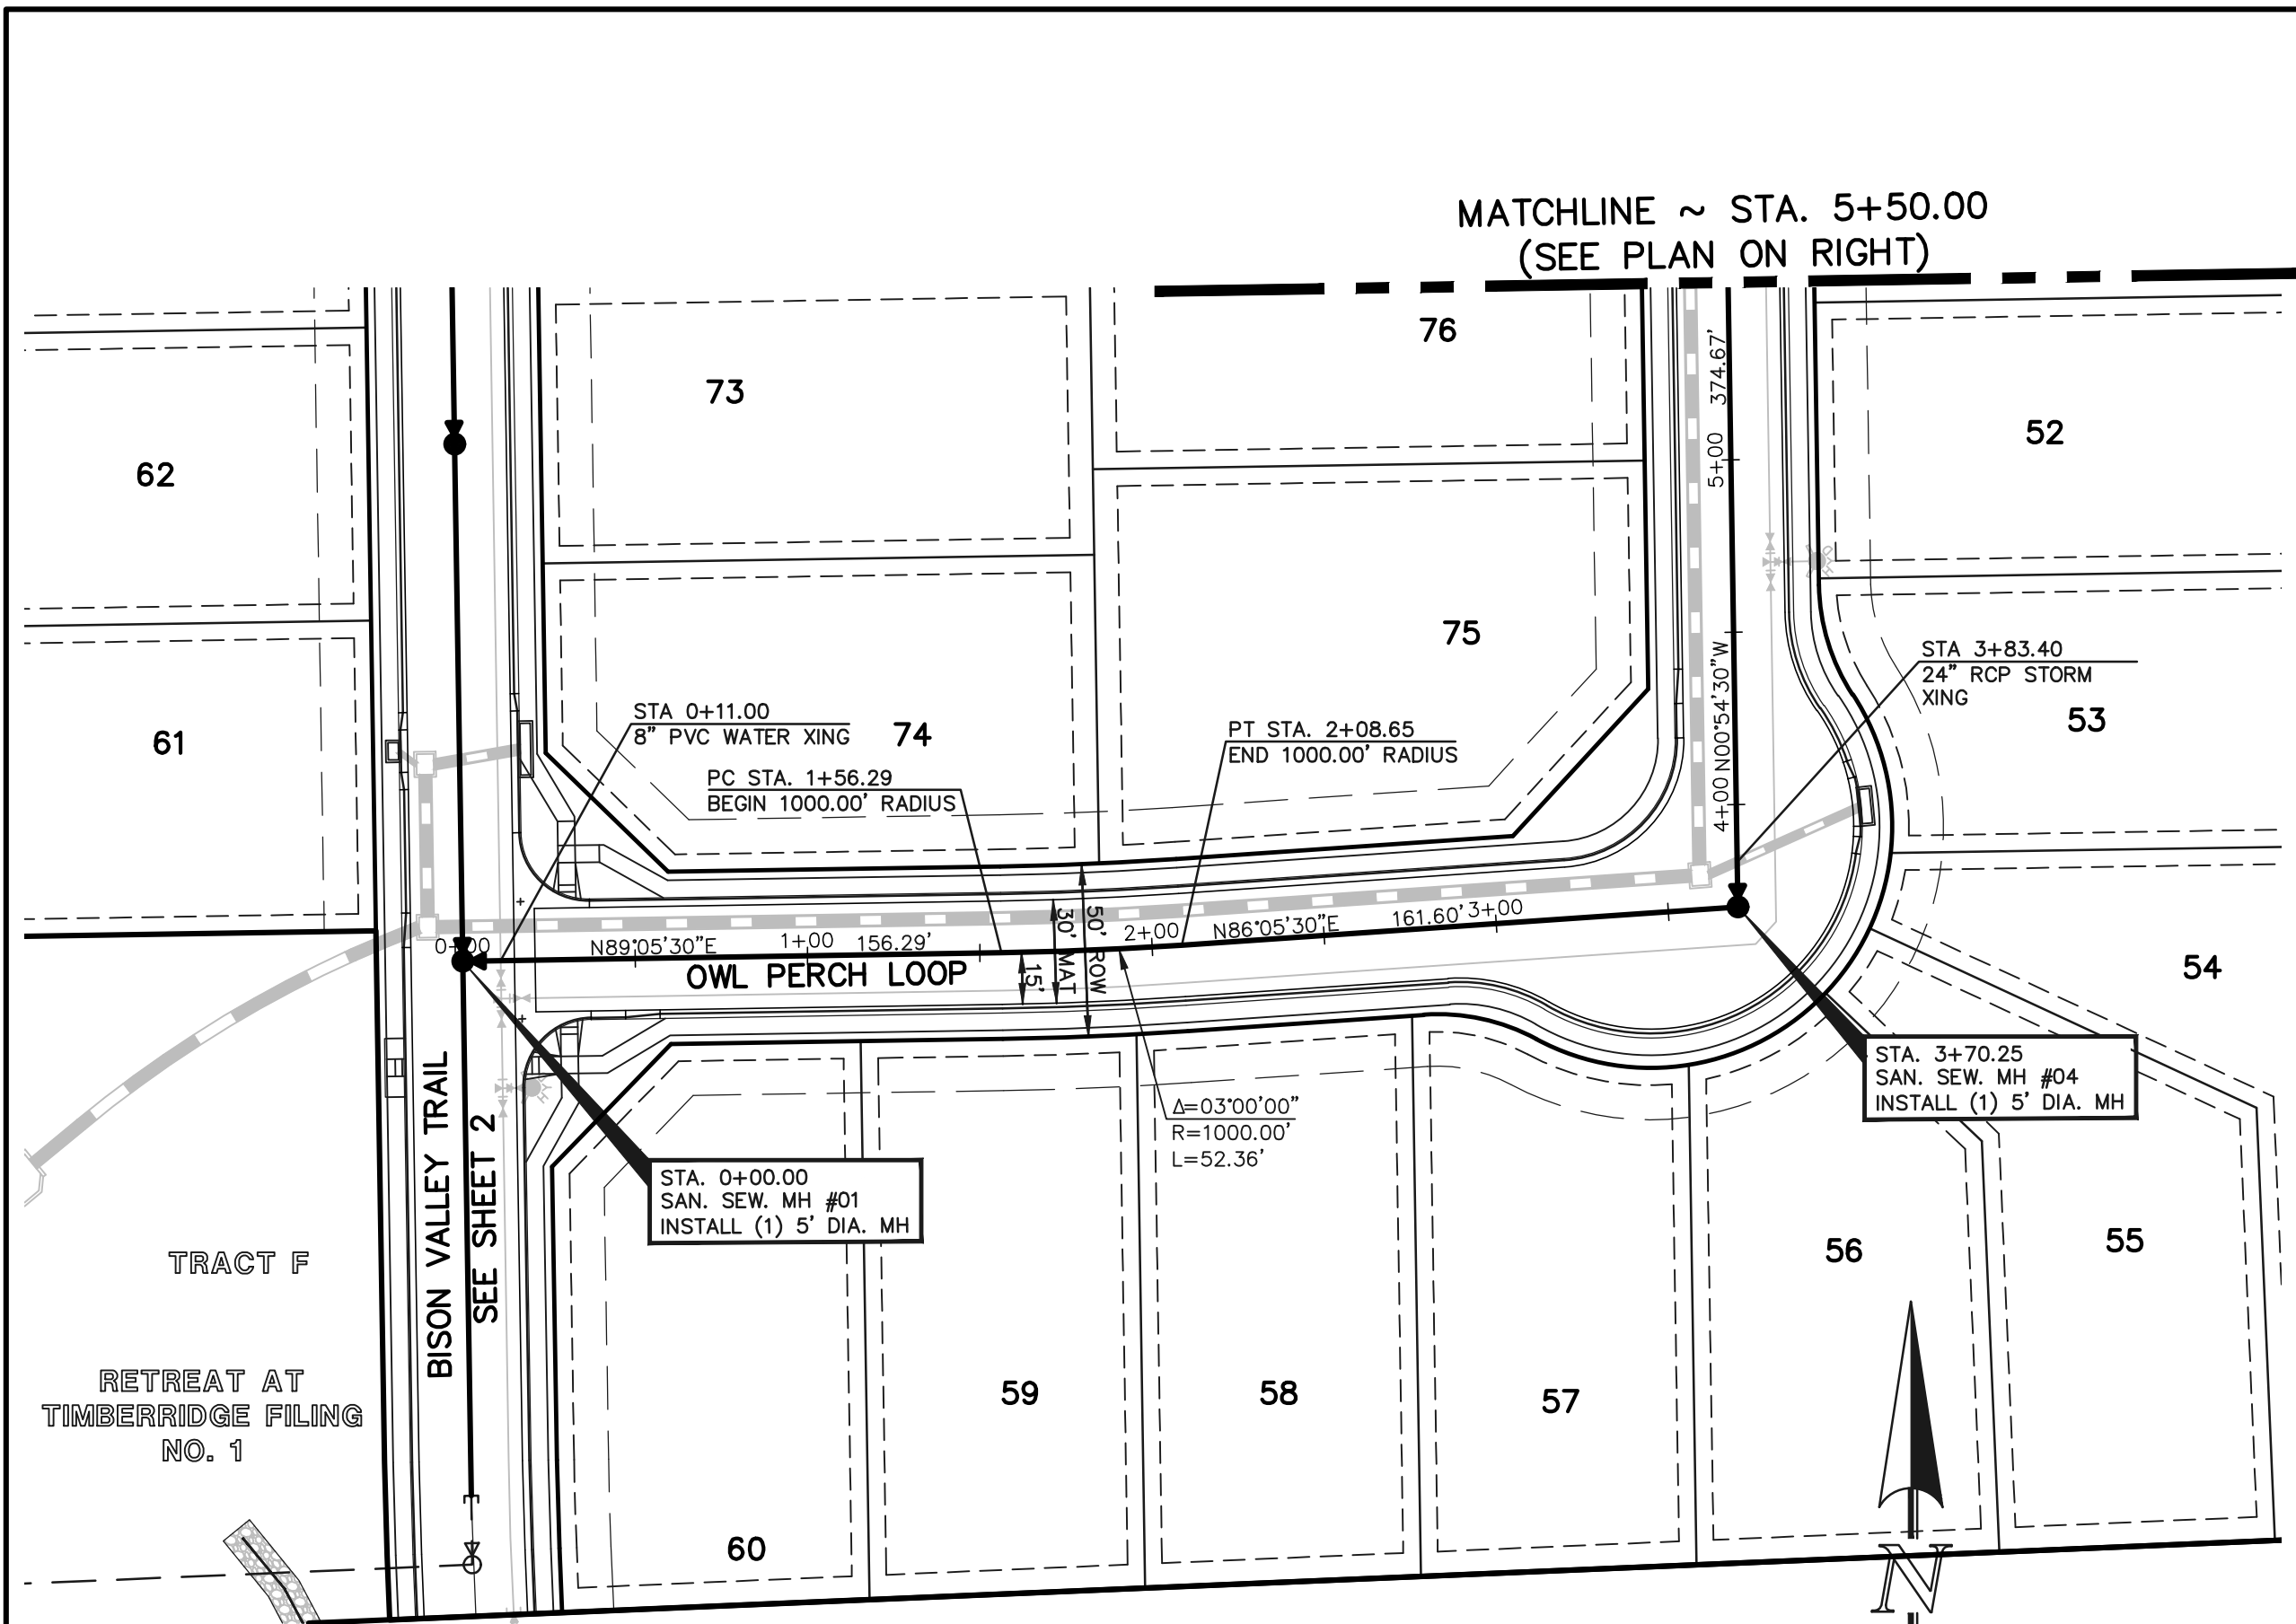 MATCHLINE ~ STA. 5+50.00
(SEE PLAN ON RIGHT)
76
374.67'
73
52
62
5+00
75
N00°54'30"W
STA 3+83.40
24" RCP STORM
XING
53
STA 0+11.00
8" PVC WATER XING
74
61
PT STA. 2+08.65
END 1000.00' RADIUS
PC STA. 1+56.29
BEGIN 1000.00' RADIUS
4+00
0+00
N89°05'30"E
1+00
156.29'
2+00
N86°05'30"E
161.60'
3+00
OWL PERCH LOOP
15'
30' MAT
50' ROW
54
STA. 3+70.25
SAN. SEW. MH #04
INSTALL (1) 5' DIA. MH
Δ=03°00'00"
R=1000.00'
L=52.36'
BISON VALLEY TRAIL
SEE SHEET 2
STA. 0+00.00
SAN. SEW. MH #01
INSTALL (1) 5' DIA. MH
HYD
HYD
TRACT F
56
55
RETREAT AT
TIMBERRIDGE FILING
NO. 1
59
58
57
60
N